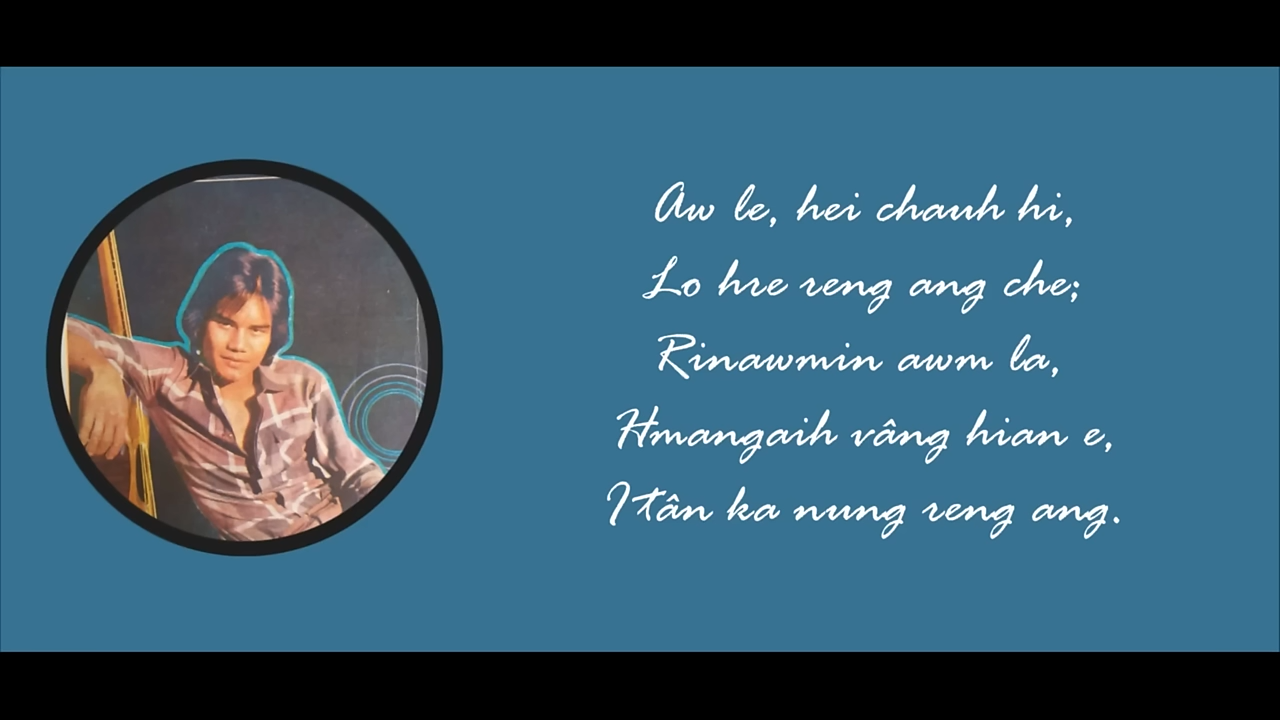 Aw le, hei chauh hi,
Lo hre reng ang che;
Rinawmin awm la,
Hmangaih vâng hian e,
I tân ka nung reng ang.